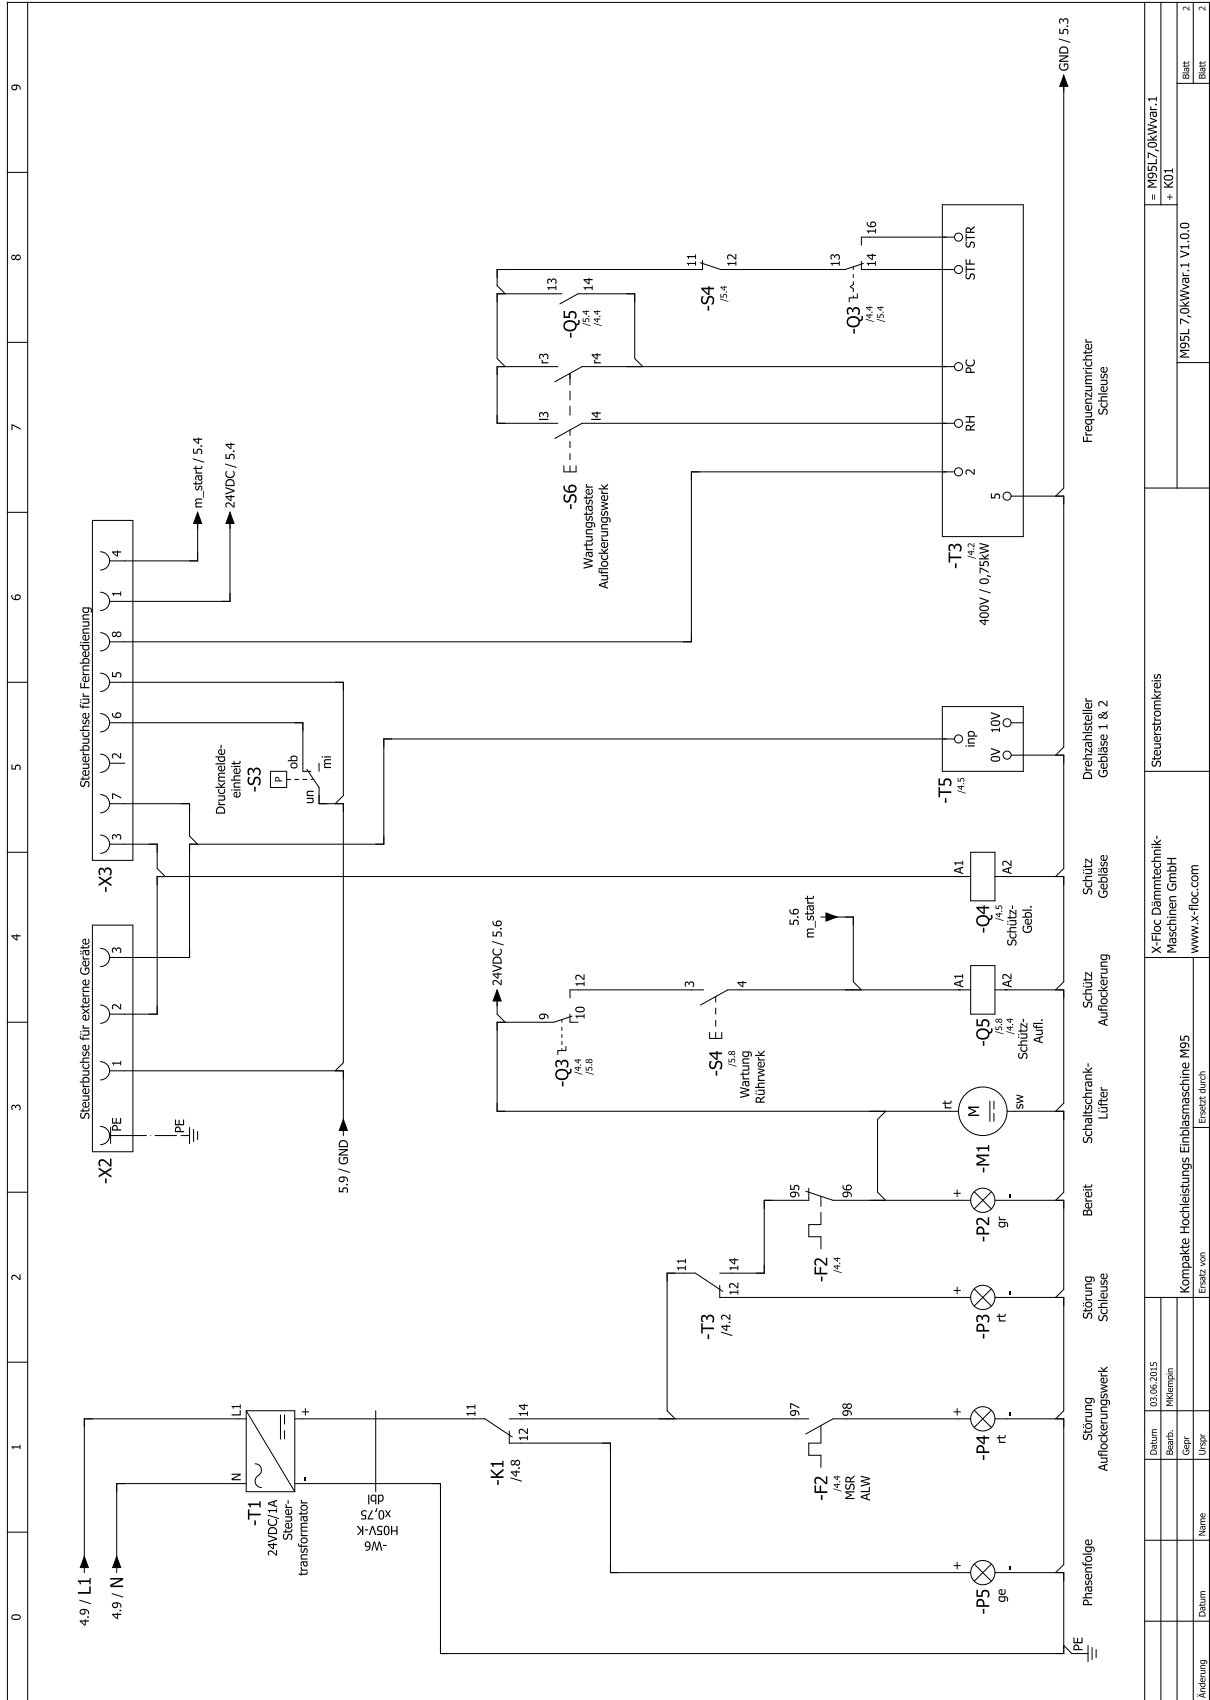 0
1
2
3
4
5
6
7
8
9
4.9 / L1
4.9 / N
-T1
24VDC/1A
Steuer-
transformator
N
L1
-
+
-W6
H05V-K
x0,75
dbl
-K1
/4.8
11
12
14
-X2
Steuerbuchse für externe Geräte
PE
1
2
3
PE
5.9 / GND
-X3
Steuerbuchse für Fernbedienung
3
7
2
6
5
8
1
4
m_start / 5.4
24VDC / 5.4
Druckmelde-
einheit
-S3
P
ob
un
mi
24VDC / 5.6
-Q3
/4.4
/5.8
9
10
12
-S4
/5.8
Wartung
Rührwerk
3
4
5.6
m_start
-S6
Wartungstaster
Auflockerungswerk
l3
l4
r3
r4
-Q5
/5.4
/4.4
13
14
-S4
/5.4
11
12
-Q3
/4.4
/5.4
13
14
16
-T3
/4.2
11
12
14
-F2
/4.4
MSR
ALW
97
98
-F2
/4.4
95
96
-P5
ge
+
-
-P4
rt
+
-
-P3
rt
+
-
-P2
gr
+
-
-M1
M
rt
sw
-Q5
/5.8
/4.4
Schütz-
Aufl.
A1
A2
-Q4
/4.5
Schütz-
Gebl.
A1
A2
-T5
/4.5
0V
inp
10V
-T3
/4.2
400V / 0,75kW
5
2
RH
PC
STF
STR
GND / 5.3
PE
Phasenfolge
Störung
Auflockerungswerk
Störung
Schleuse
Bereit
Schaltschrank-
Lüfter
Schütz
Auflockerung
Schütz
Gebläse
Drehzahlsteller
Gebläse 1 & 2
Frequenzumrichter
Schleuse
Änderung
Datum
Name
Datum
03.06.2015
Bearb.
MKlempin
Gepr
Urspr
Kompakte Hochleistungs Einblasmaschine M95
Ersatz von
Ersetzt durch
X-Floc Dämmtechnik-
Maschinen GmbH
www.x-floc.com
Steuerstromkreis
M95L 7,0kWvar.1 V1.0.0
= M95L7,0kWvar.1
+ K01
Blatt 2
Blatt 2